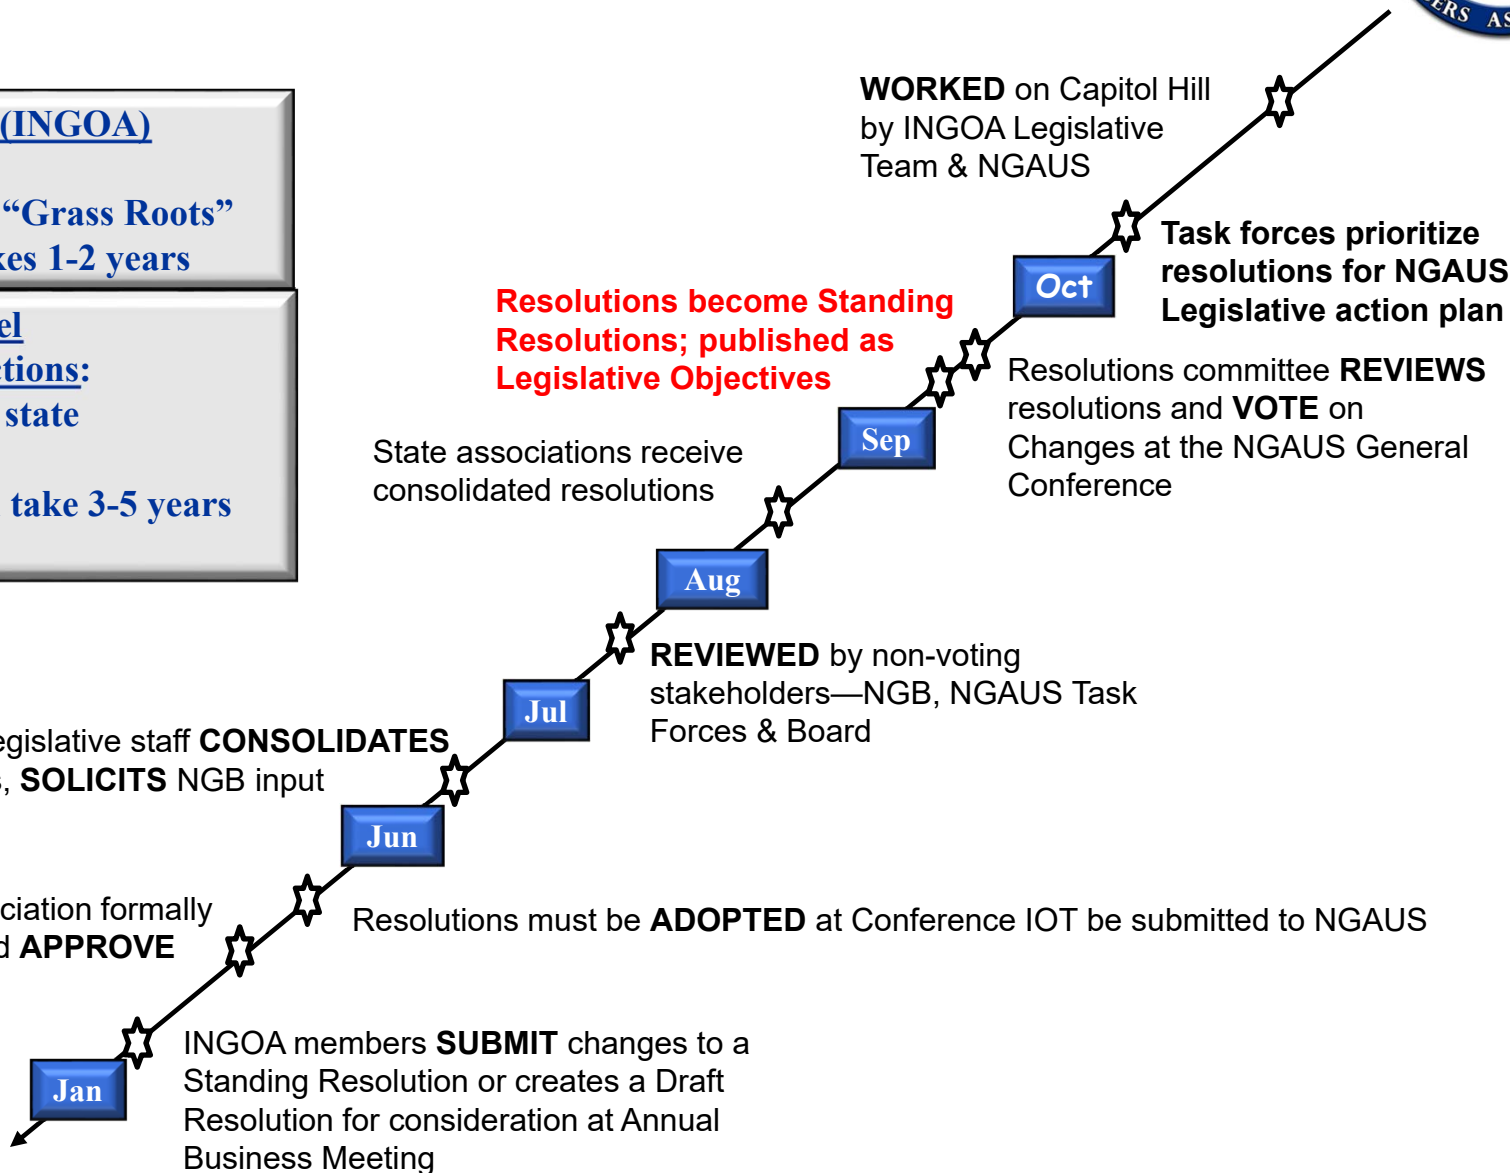 ERS AS
WORKED on Capitol Hill
by INGOA Legislative
Team & NGAUS
(INGOA)
“Grass Roots”
kes 1-2 years
Task forces prioritize
resolutions for NGAUS
Legislative action plan
Oct
Resolutions become Standing
Resolutions; published as
Legislative Objectives
el
ctions:
state
take 3-5 years
Resolutions committee REVIEWS
resolutions and VOTE on
Changes at the NGAUS General
Conference
Sep
State associations receive
consolidated resolutions
Aug
REVIEWED by non-voting
stakeholders—NGB, NGAUS Task
Forces & Board
Jul
egislative staff CONSOLIDATES
s, SOLICITS NGB input
Jun
ciation formally
d APPROVE
Resolutions must be ADOPTED at Conference IOT be submitted to NGAUS
INGOA members SUBMIT changes to a
Standing Resolution or creates a Draft
Resolution for consideration at Annual
Business Meeting
Jan